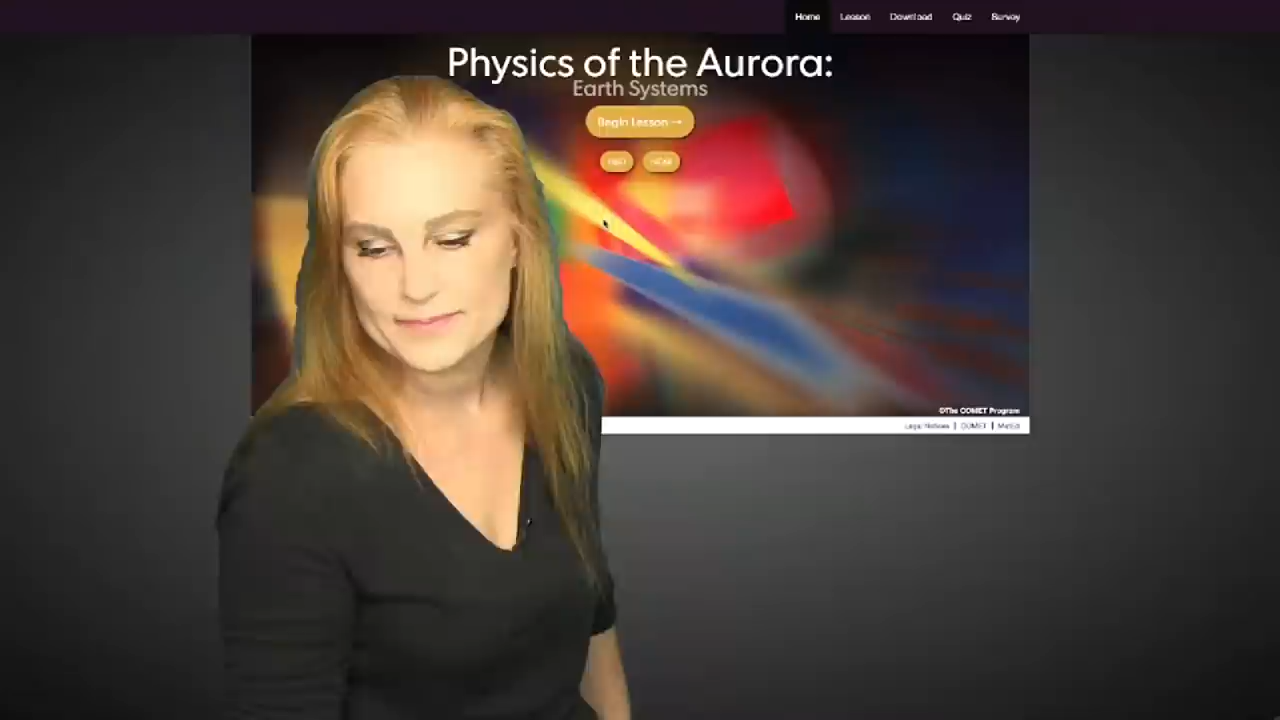 Home Lesson Download Quiz Survey
Physics of the Aurora:
Earth Systems
Begin Lesson →
©The COMET Program
Legal Notices | COMET | MetEd